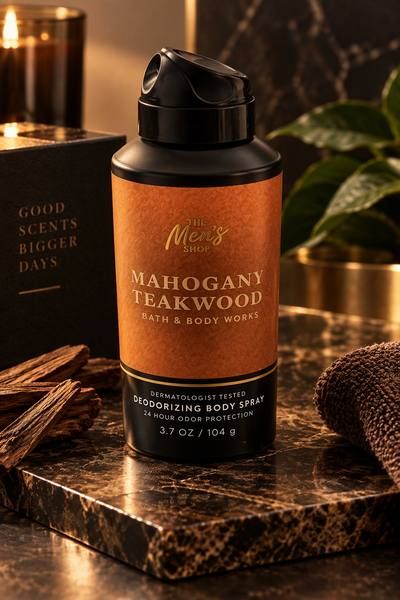 GOOD
SCENTS
BIGGER
DAYS
THE
Men's
SHOP
MAHOGANY
TEAKWOOD
BATH & BODY WORKS
DERMATOLOGIST TESTED
DEODORIZING BODY SPRAY
24 HOUR ODOR PROTECTION
3.7 OZ / 104 g